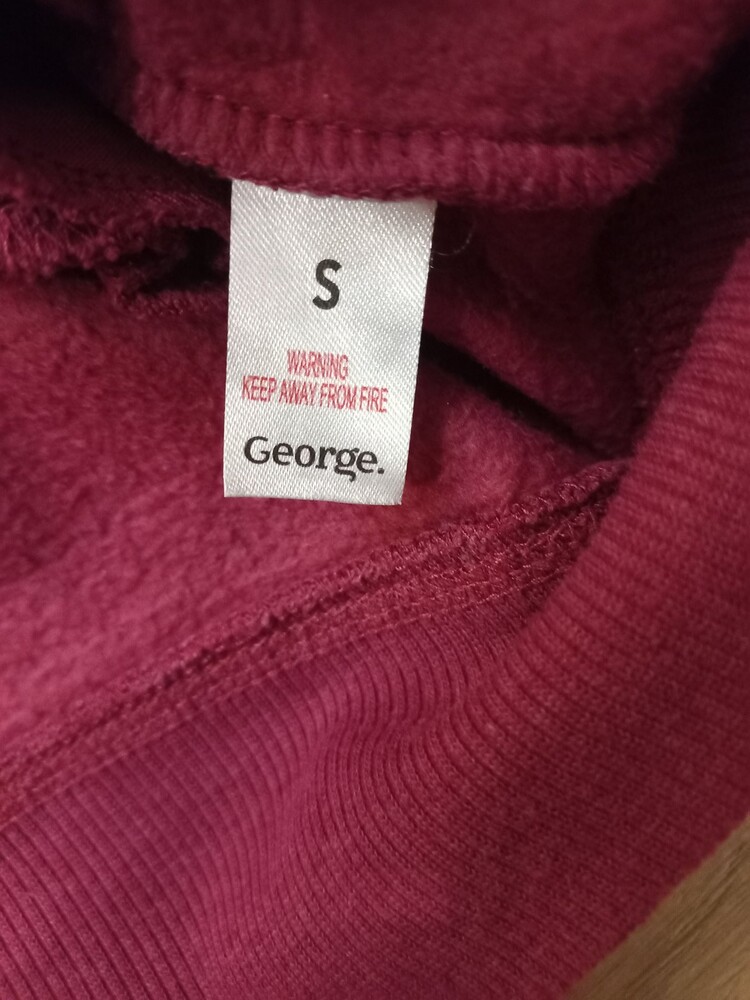 S
WARNING
KEEP AWAY FROM FIRE
George.